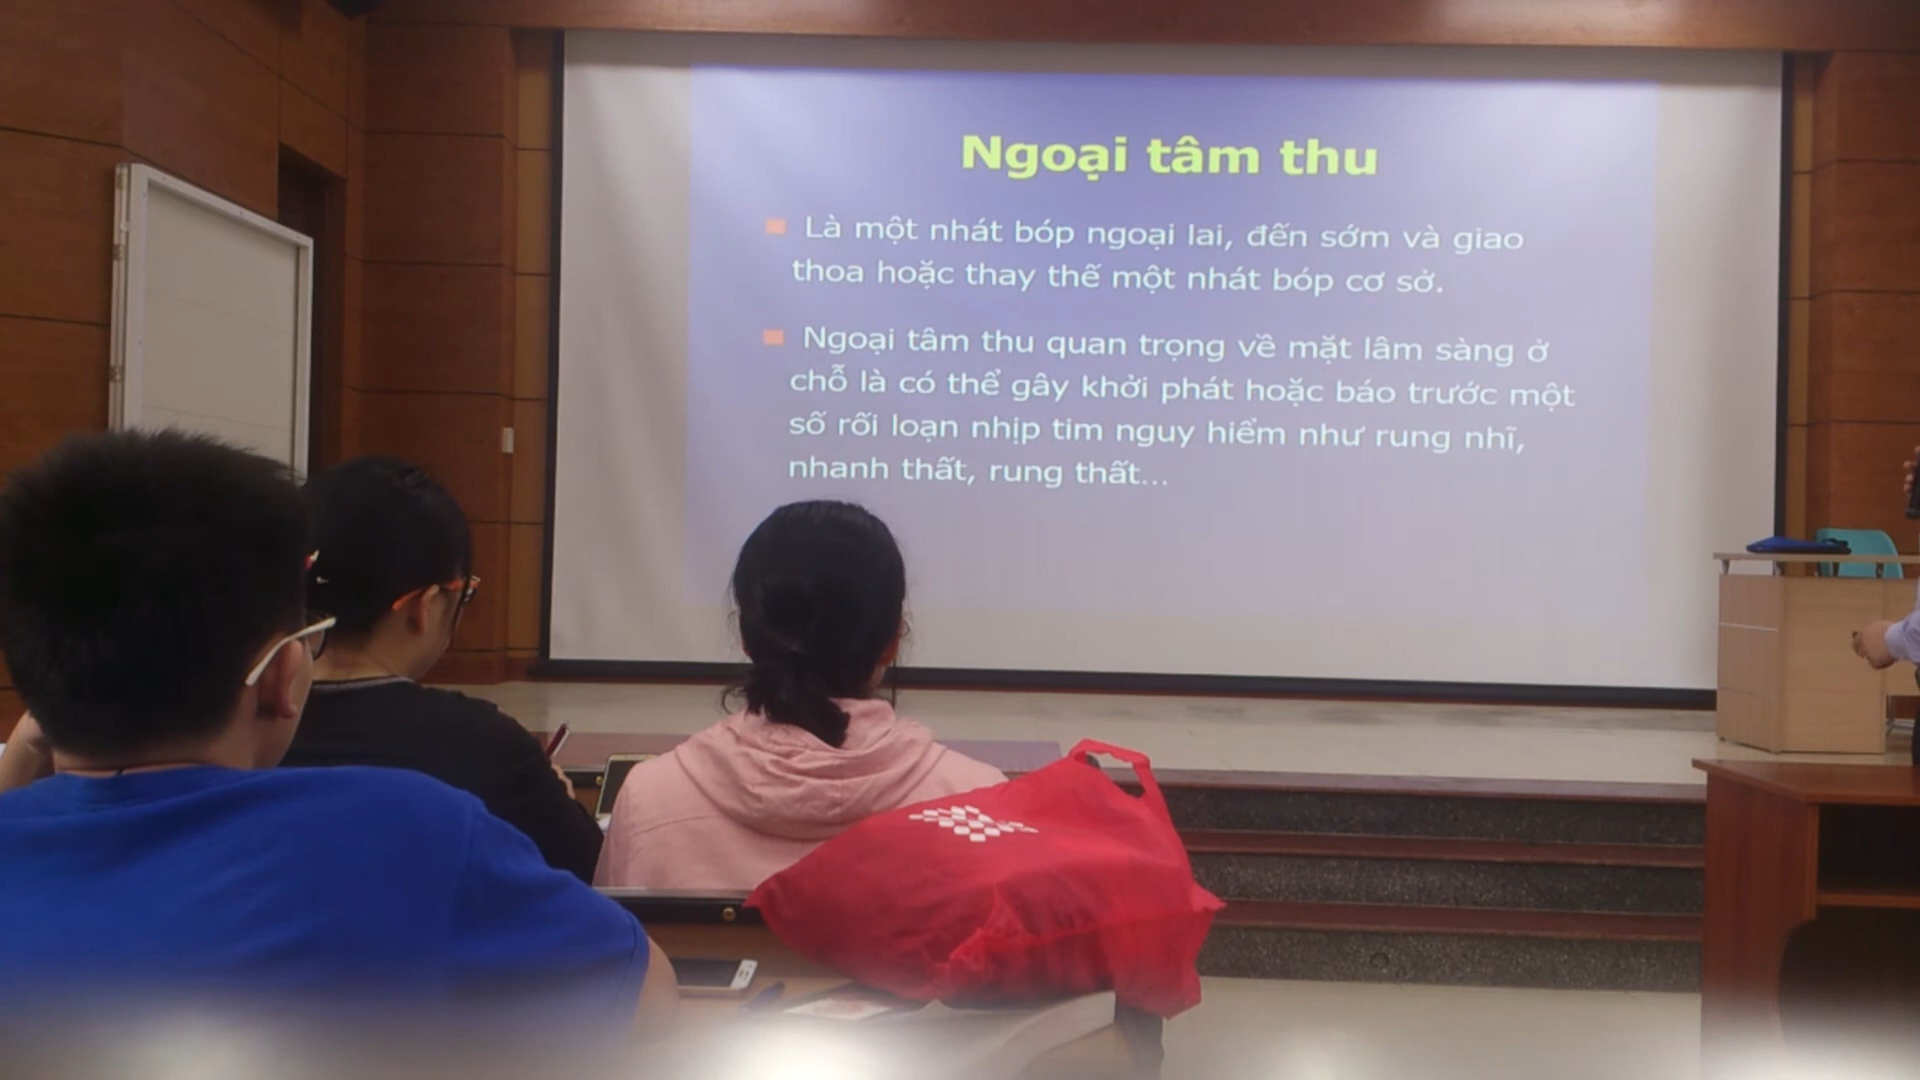 Ngoại tâm thu
Là một nhát bóp ngoại lai, đến sớm và giao
thoa hoặc thay thế một nhát bóp cơ sở.
Ngoại tâm thu quan trọng về mặt lâm sàng ở
chỗ là có thể gây khởi phát hoặc báo trước một
số rối loạn nhịp tim nguy hiểm như rung nhĩ,
nhanh thất, rung thất...